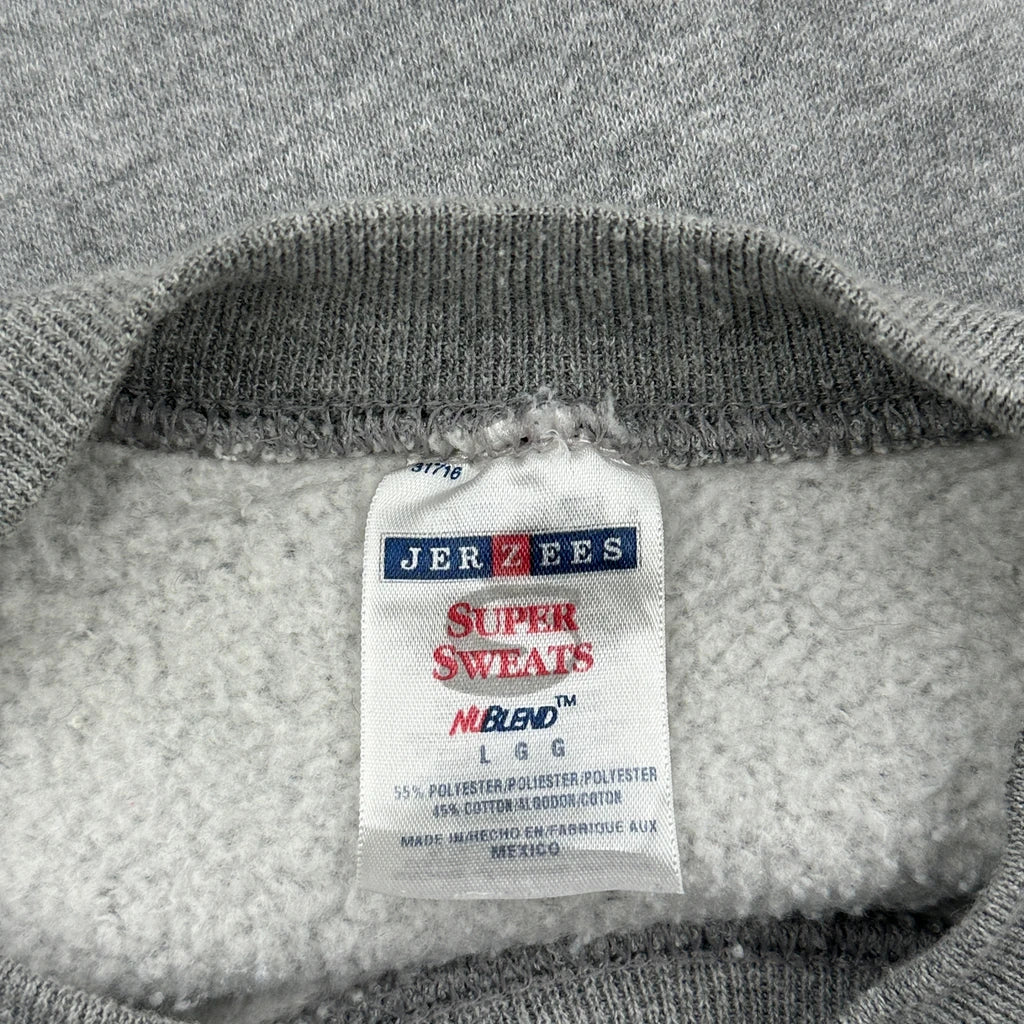 31716
JERZEES
SUPER
SWEATS
NUBLEND™
L G G
55% POLYESTER/POLIESTER/POLYESTER
45% COTTON/ALGODON/COTON
MADE IN/HECHO EN/FABRIQUE AUX
MEXICO